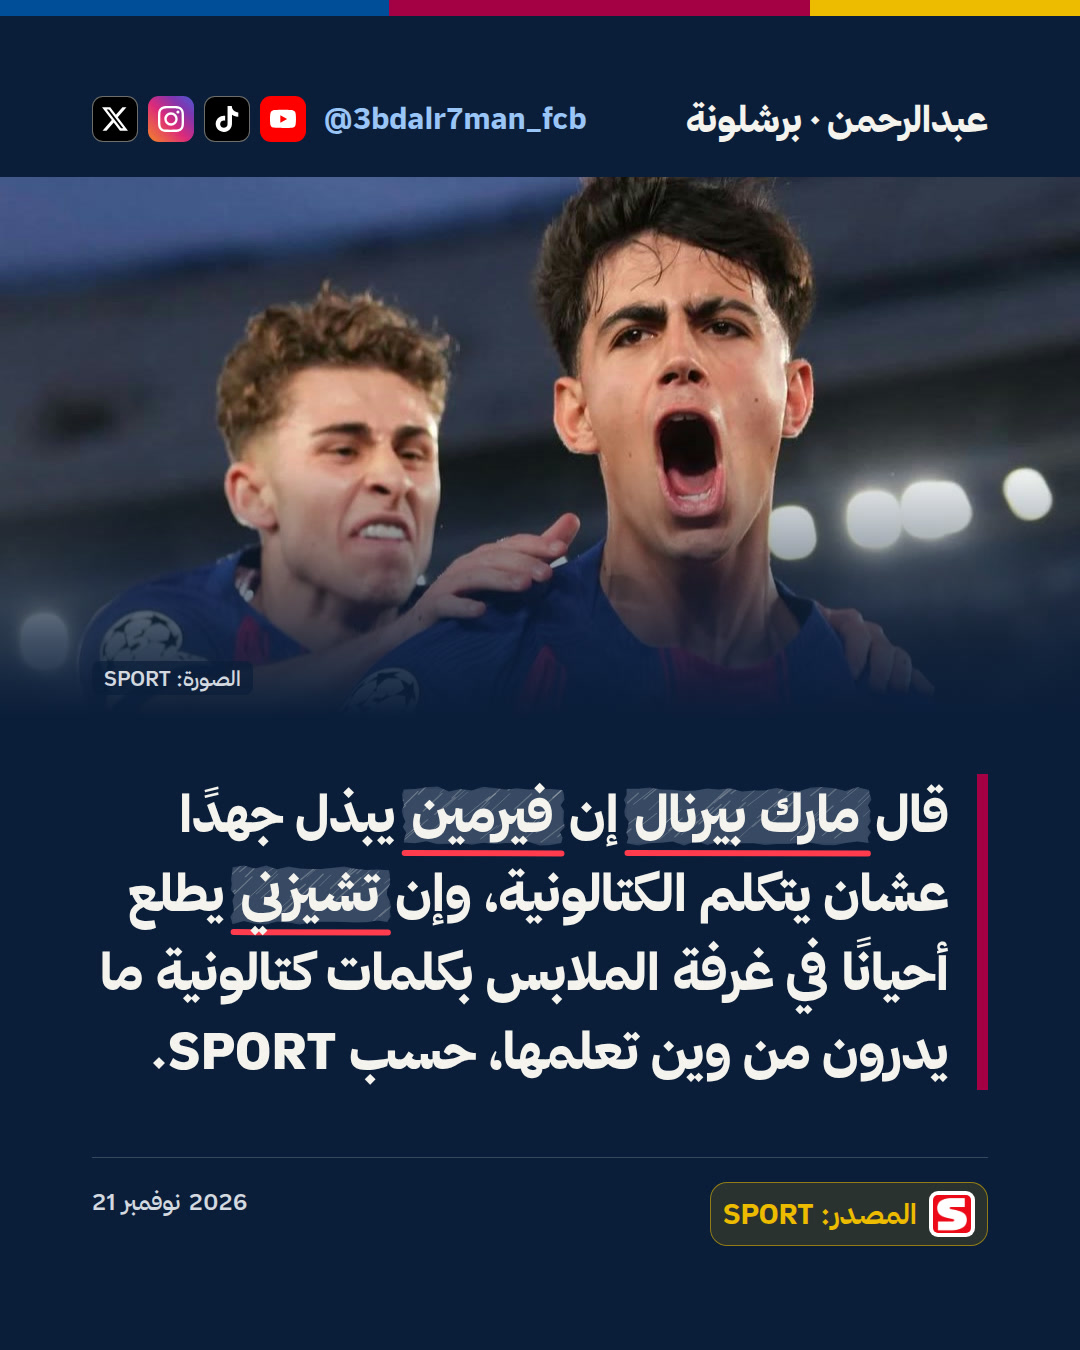 عبدالرحمن · برشلونة
@3bdalr7man_fcb
الصورة: SPORT
قال مارك بيرنال إن فيرمين يبذل جهدًا
عشان يتكلم الكتالونية، وإن تشيزني يطلع
أحيانًا في غرفة الملابس بكلمات كتالونية ما
يدرون من وين تعلمها، حسب SPORT.
المصدر: SPORT
21 نوفمبر 2026